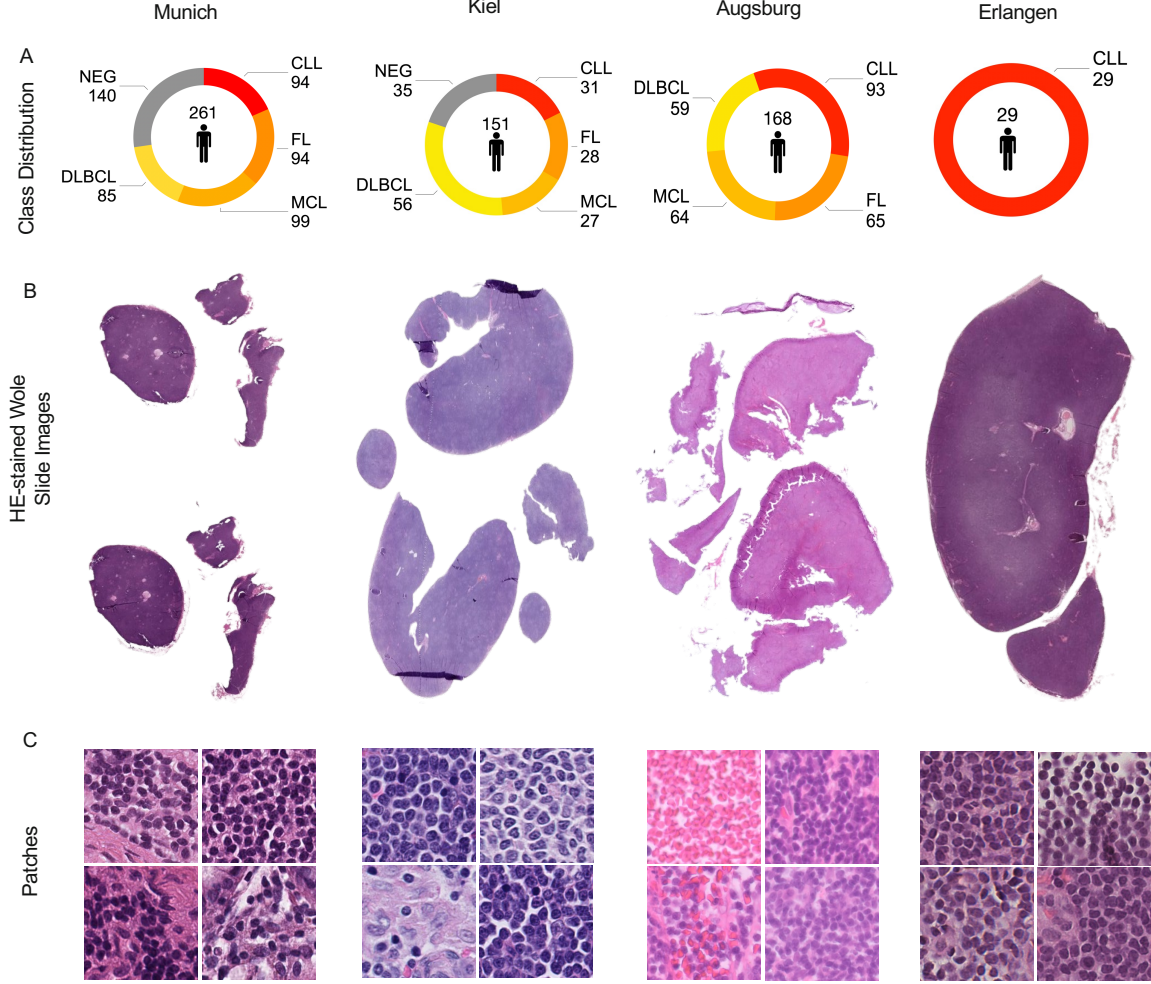 Munich
Kiel
Augsburg
Erlangen
A
Class Distribution
NEG
140
CLL
94
FL
94
MCL
99
DLBCL
85
261
NEG
35
CLL
31
FL
28
MCL
27
DLBCL
56
151
DLBCL
59
CLL
93
FL
65
MCL
64
168
CLL
29
29
B
HE-stained Wole
Slide Images
C
Patches